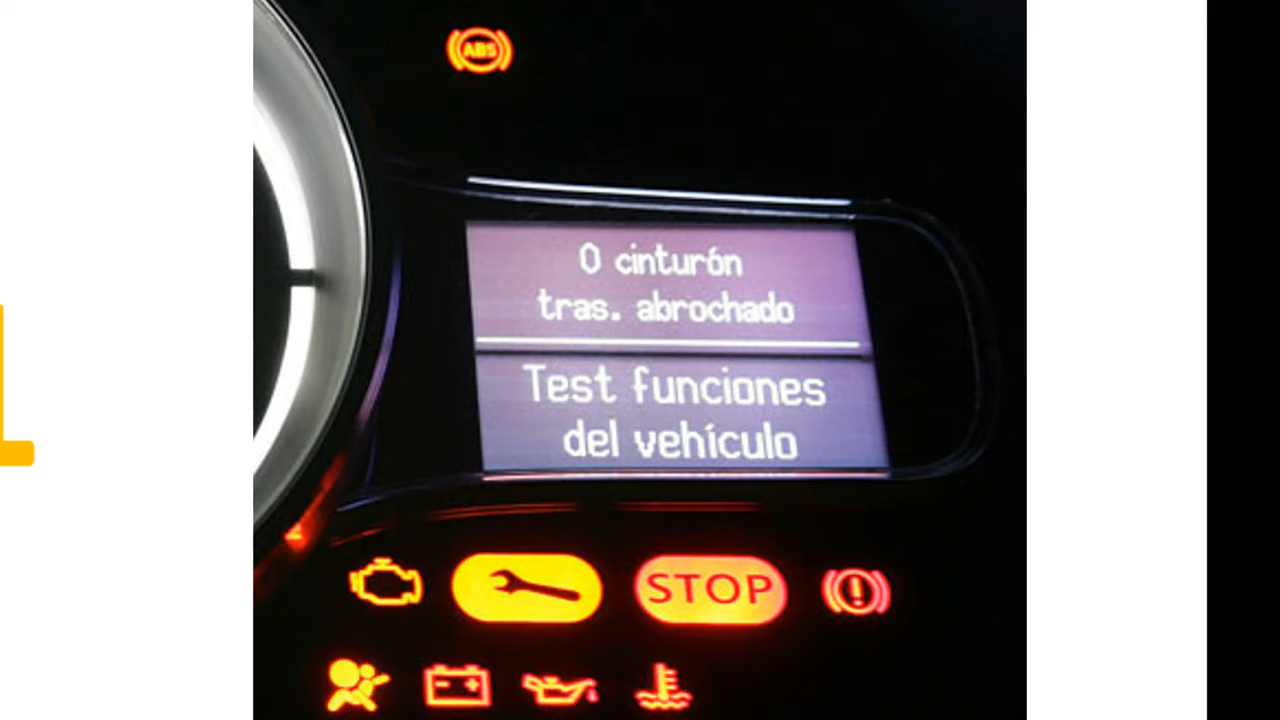 ABS
0 cinturón
tras. abrochado
Test funciones
del vehículo
STOP